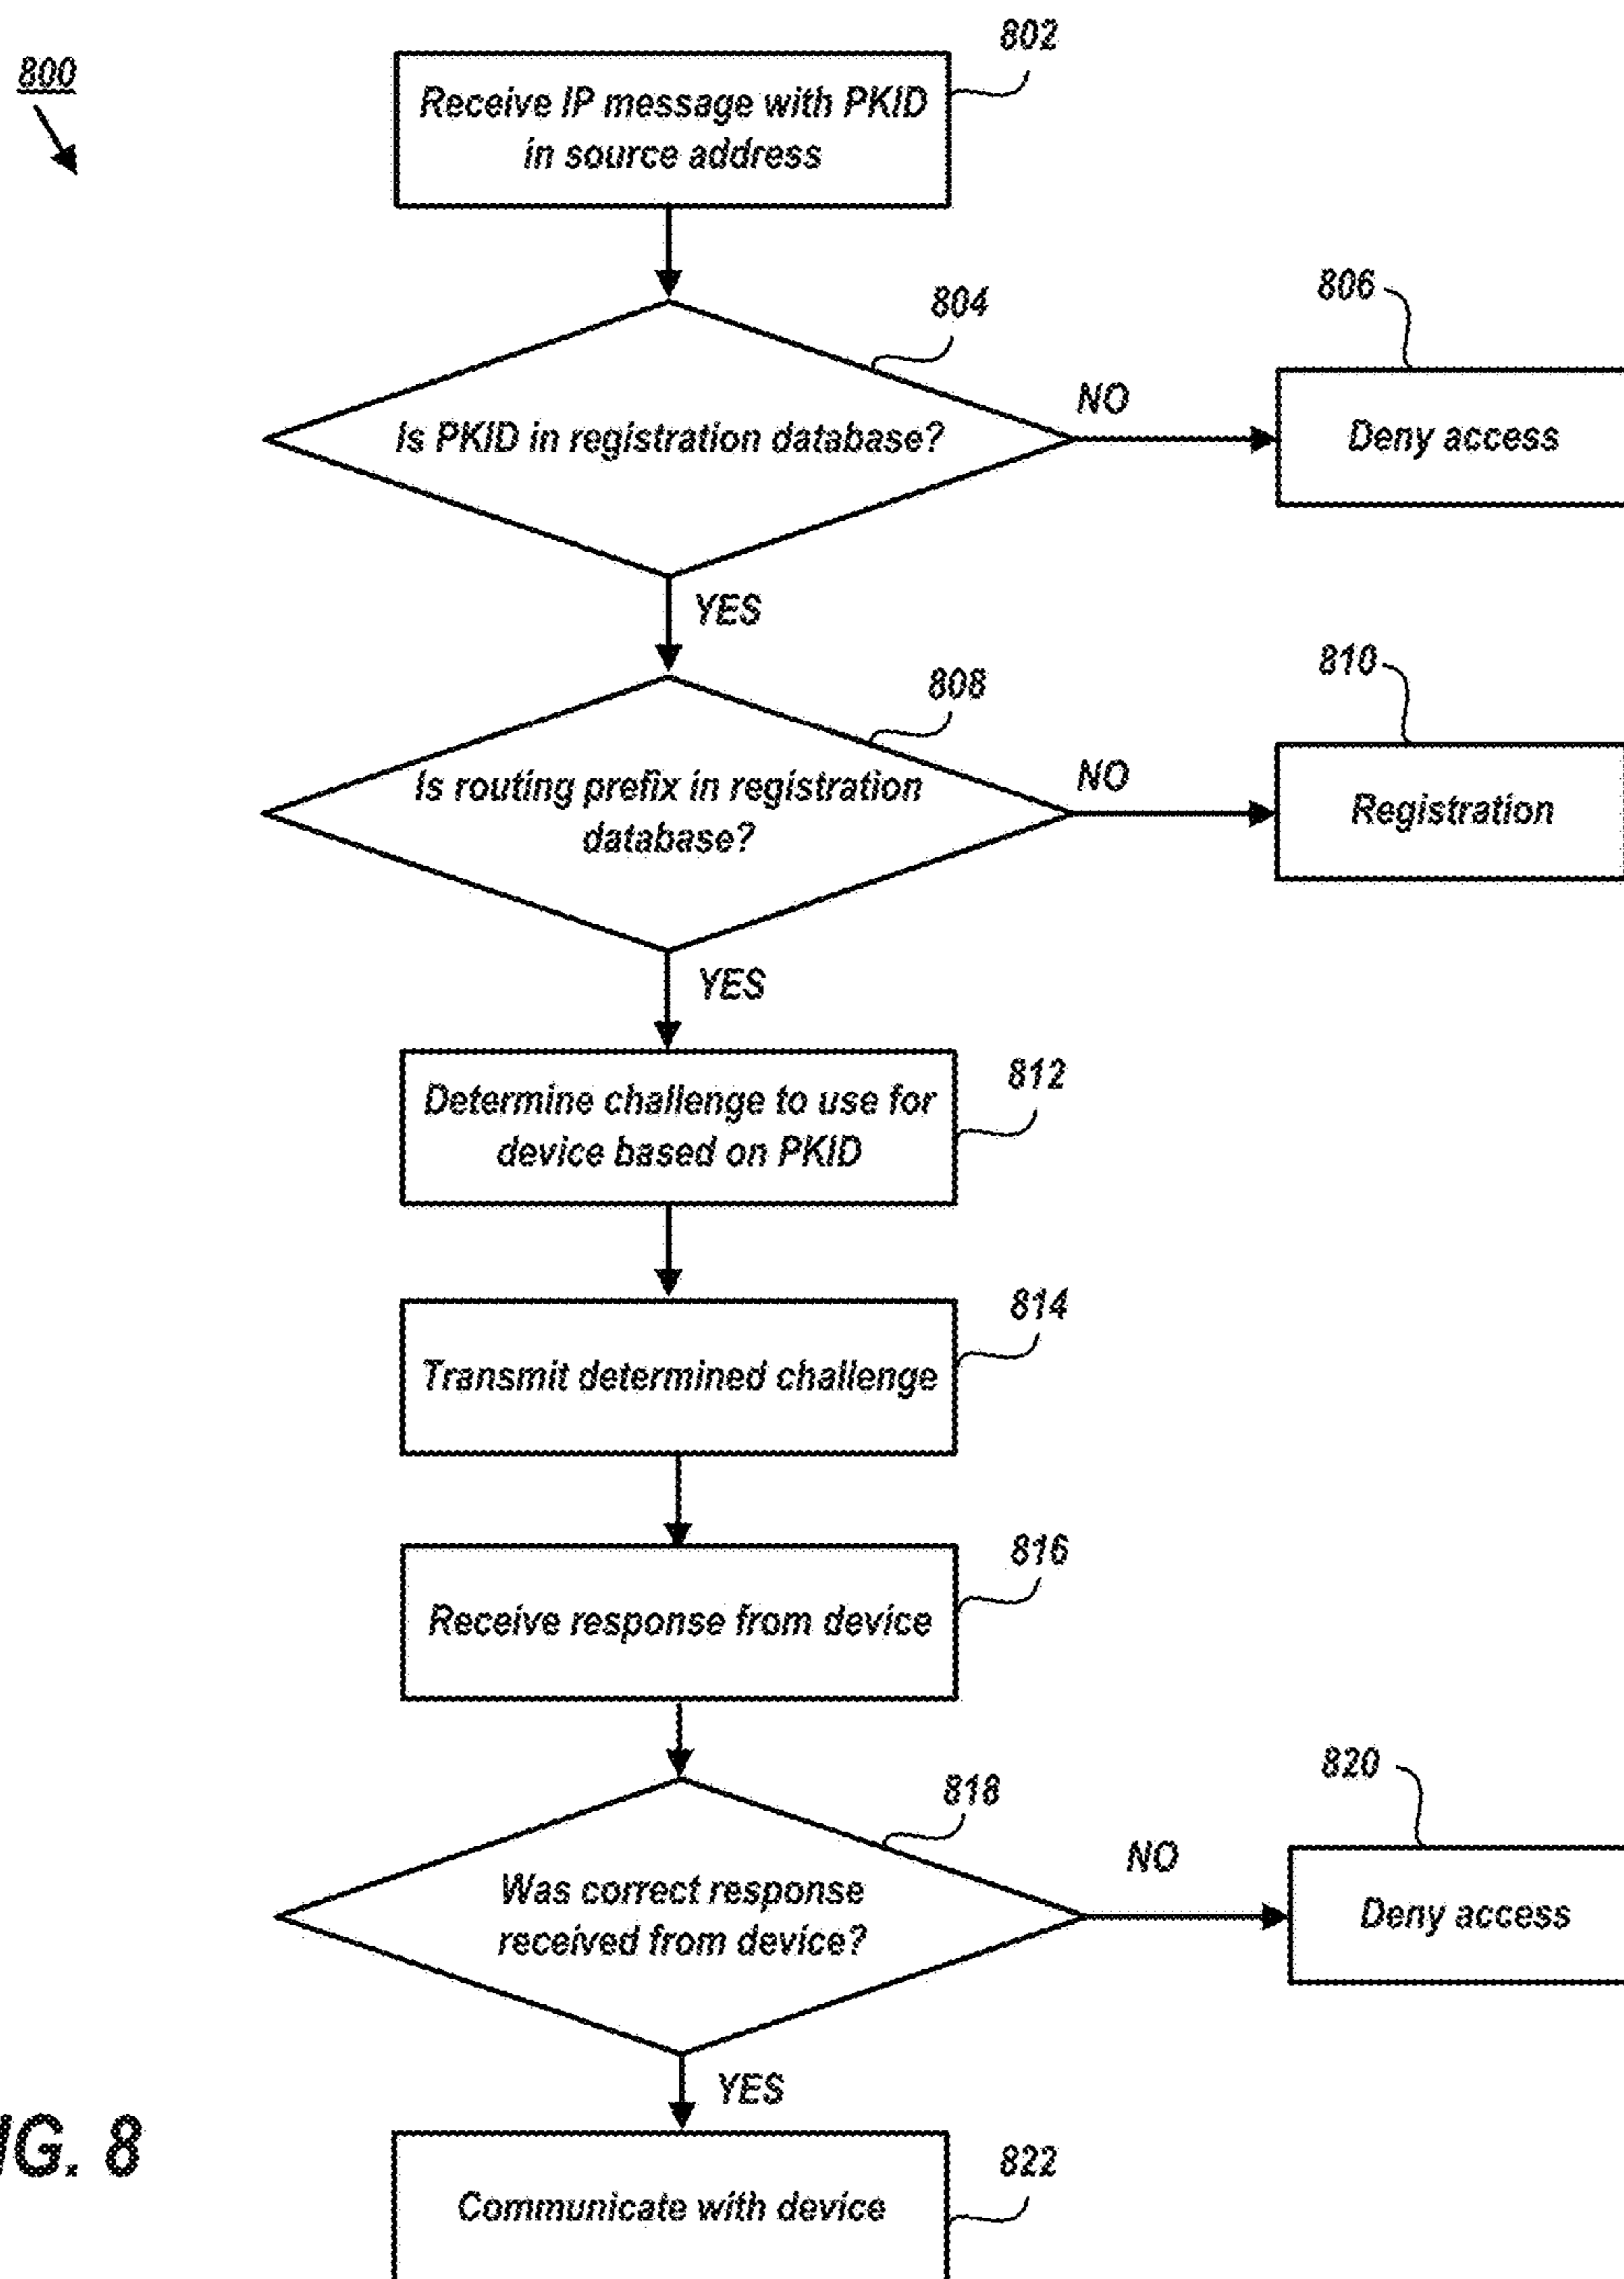 800
802
Receive IP message with PKID
in source address
804
806
Is PKID in registration database?
NO
Deny access
YES
808
810
Is routing prefix in registration
database?
NO
Registration
YES
812
Determine challenge to use for
device based on PKID
814
Transmit determined challenge
816
Receive response from device
818
820
Was correct response
received from device?
NO
Deny access
YES
IG. 8
822
Communicate with device